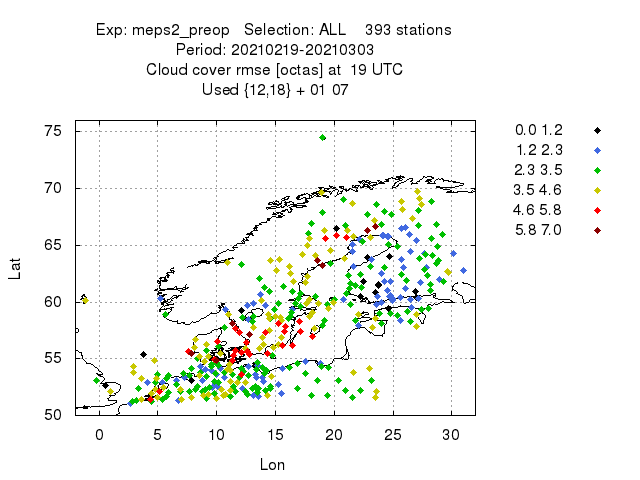 Exp: meps2_preop   Selection: ALL    393 stations
Period: 20210219-20210303
Cloud cover rmse [octas] at  19 UTC
Used {12,18} + 01 07
75
70
65
60
55
50
0 5 10 15 20 25 30
Lat
Lon
0.0 1.2
1.2 2.3
2.3 3.5
3.5 4.6
4.6 5.8
5.8 7.0